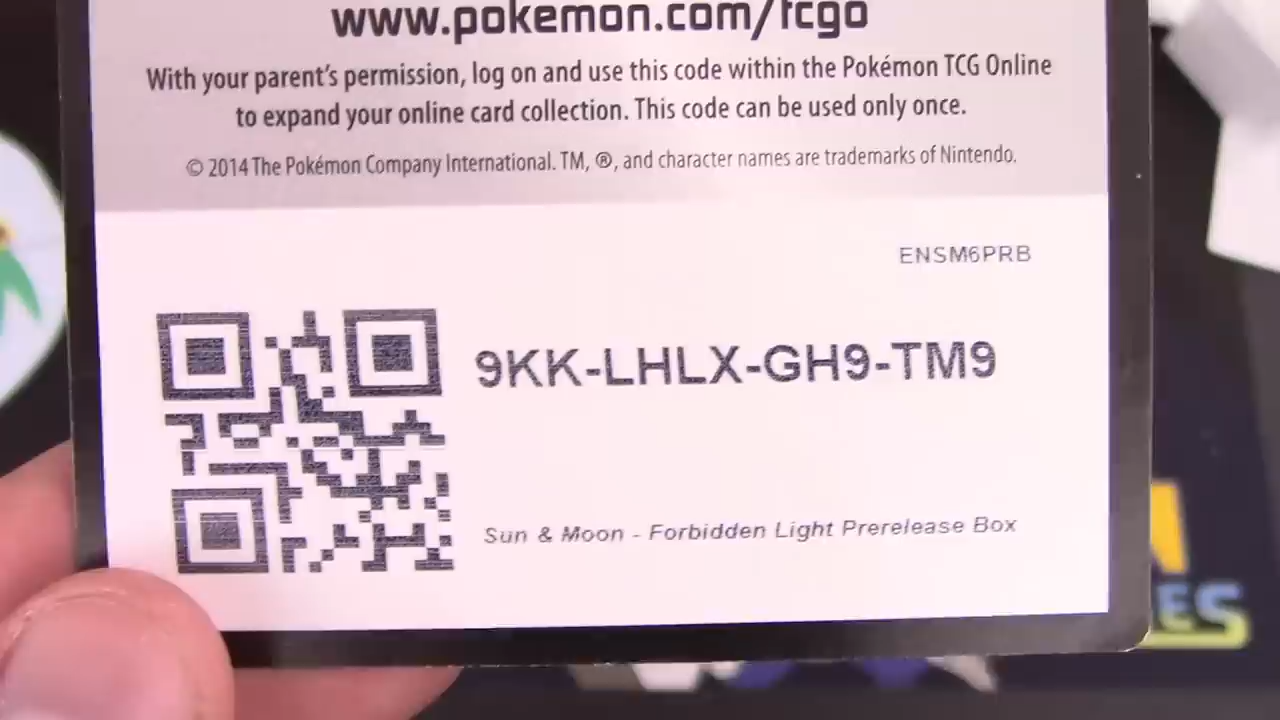 www.pokemon.com/tcgo
With your parent's permission, log on and use this code within the Pokémon TCG Online
to expand your online card collection. This code can be used only once.
© 2014 The Pokémon Company International. TM, ®, and character names are trademarks of Nintendo.
ENSM6PRB
9KK-LHLX-GH9-TM9
Sun & Moon - Forbidden Light Prerelease Box